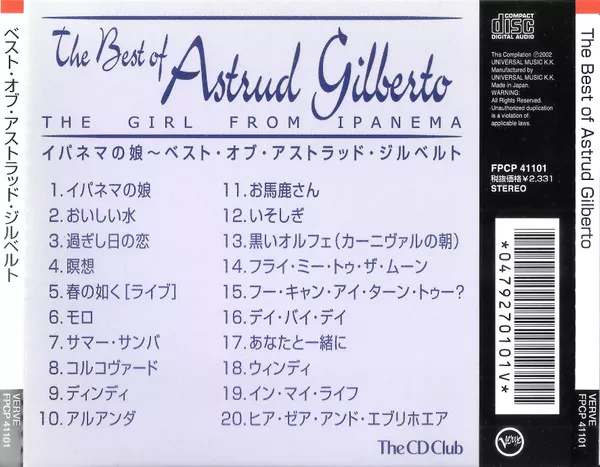 ベスト・オブ・アストラッド・ジルベルト
VERVE
FPCP 41101
The Best of Astrud Gilberto
THE GIRL FROM IPANEMA
イパネマの娘〜ベスト・オブ・アストラッド・ジルベルト
1.イパネマの娘
2.おいしい水
3.過ぎし日の恋
4.瞑想
5.春の如く[ライブ]
6.モロ
7.サマー・サンバ
8.コルコヴァード
9.ディンディ
10.アルアンダ
11.お馬鹿さん
12.いそしぎ
13.黒いオルフェ(カーニヴァルの朝)
14.フライ・ミー・トゥ・ザ・ムーン
15.フー・キャン・アイ・ターン・トゥー?
16.デイ・バイ・デイ
17.あなたと一緒に
18.ウィンディ
19.イン・マイ・ライフ
20.ヒア・ゼア・アンド・エブリホエア
The CD Club
COMPACT
disc
DIGITAL AUDIO
This Compilation ℗2002
UNIVERSAL MUSIC K.K.
Manufactured by
UNIVERSAL MUSIC K.K.
Made in Japan.
WARNING:
All Rights Reserved.
Unauthorized duplication
is a violation of
applicable laws.
FPCP 41101
税抜価格¥2,331
STEREO
*0479270101V*
Verve
The Best of Astrud Gilberto
VERVE
FPCP 41101